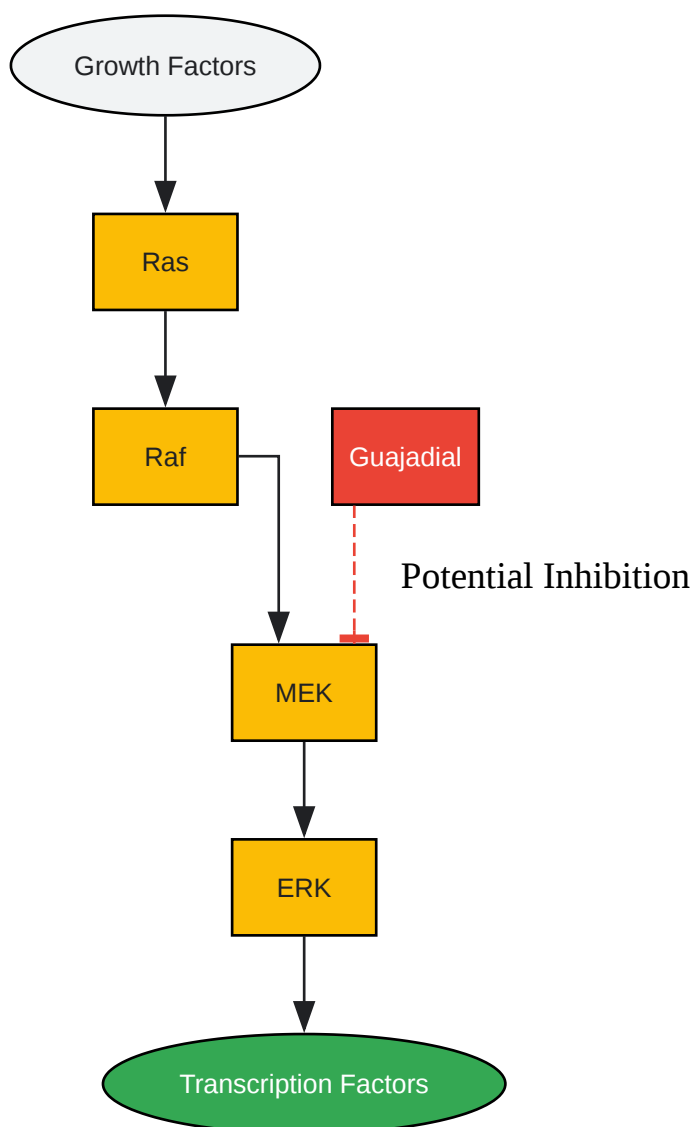 Growth Factors
Ras
Raf
Guajadial
Potential Inhibition
MEK
ERK
Transcription Factors